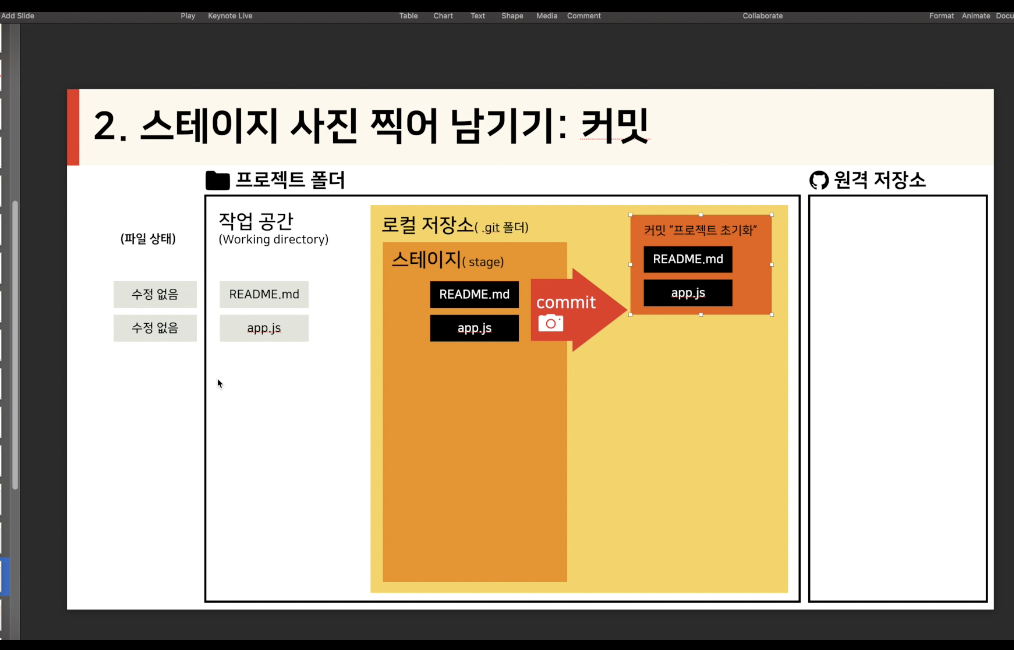 Add Slide
Play
Keynote Live
Table
Chart
Text
Shape
Media
Comment
Collaborate
Format
Animate
Docu
2. 스테이지 사진 찍어 남기기: 커밋
프로젝트 폴더
원격 저장소
(파일 상태)
수정 없음
수정 없음
작업 공간
(Working directory)
README.md
app.js
로컬 저장소( .git 폴더)
스테이지( stage)
README.md
app.js
commit
커밋 “프로젝트 초기화”
README.md
app.js